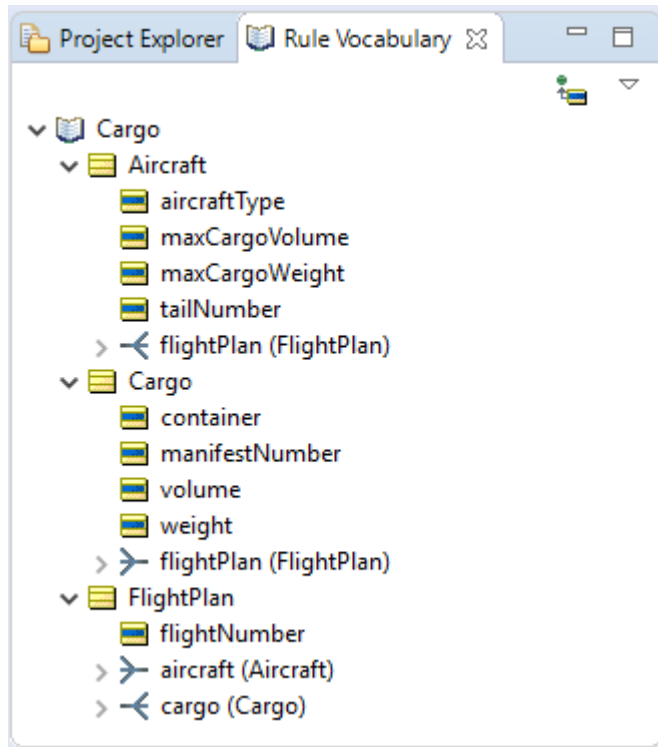 Project Explorer Rule Vocabulary
Cargo
Aircraft
aircraftType
maxCargoVolume
maxCargoWeight
tailNumber
flightPlan (FlightPlan)
Cargo
container
manifestNumber
volume
weight
flightPlan (FlightPlan)
FlightPlan
flightNumber
aircraft (Aircraft)
cargo (Cargo)